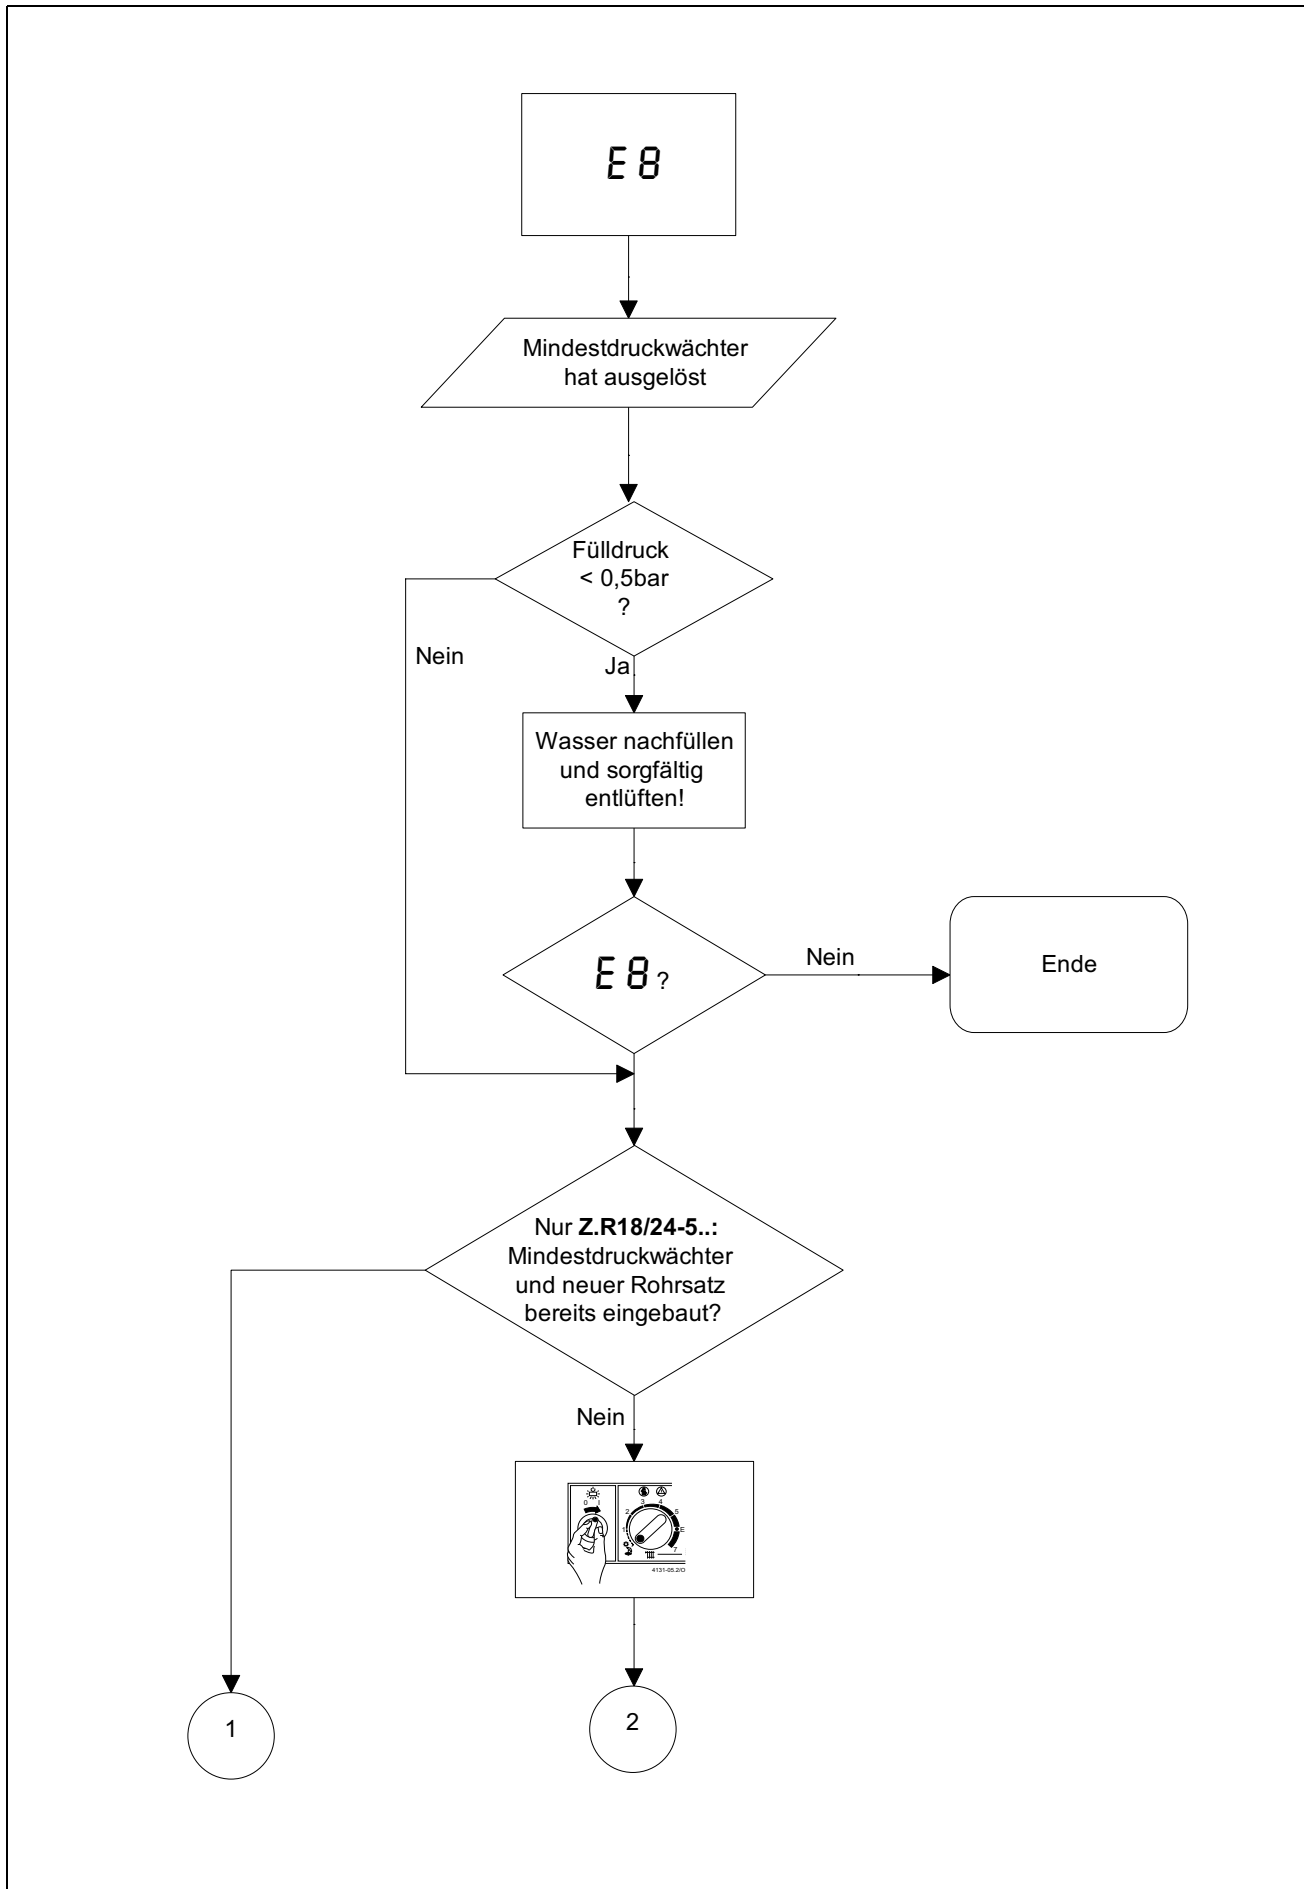 E8
Mindestdruckwächter
hat ausgelöst
Fülldruck
< 0,5bar
?
Nein
Ja
Wasser nachfüllen
und sorgfältig
entlüften!
E8 ?
Nein
Ende
Nur Z.R18/24-5..:
Mindestdruckwächter
und neuer Rohrsatz
bereits eingebaut?
Nein
0 I
1 2 3 4 5 E 7
4131-05.2/O
1
2